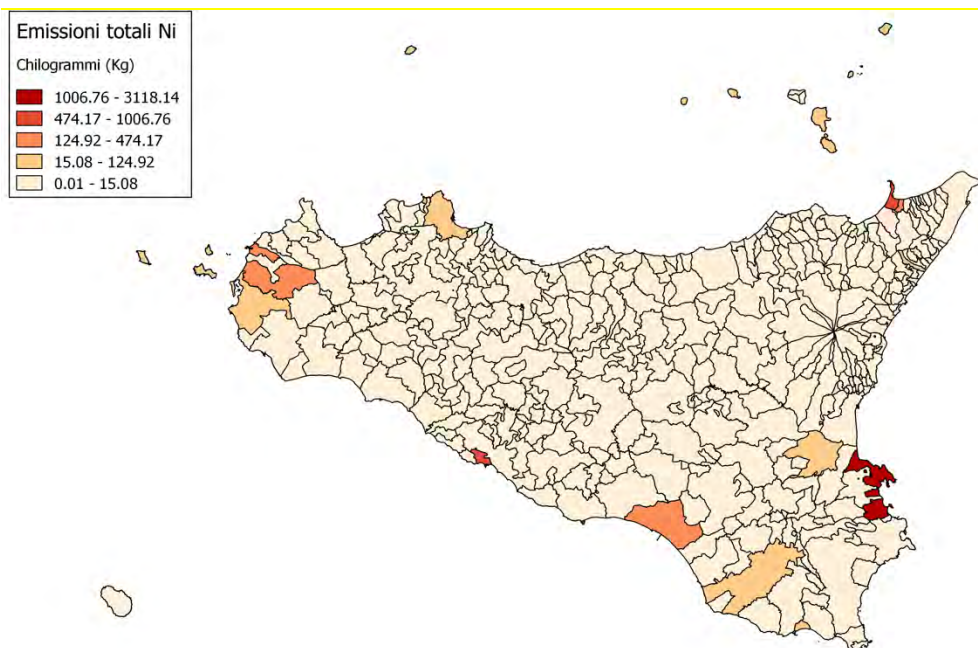 Emissioni totali Ni
Chilogrammi (Kg)
1006.76 - 3118.14
474.17 - 1006.76
124.92 - 474.17
15.08 - 124.92
0.01 - 15.08